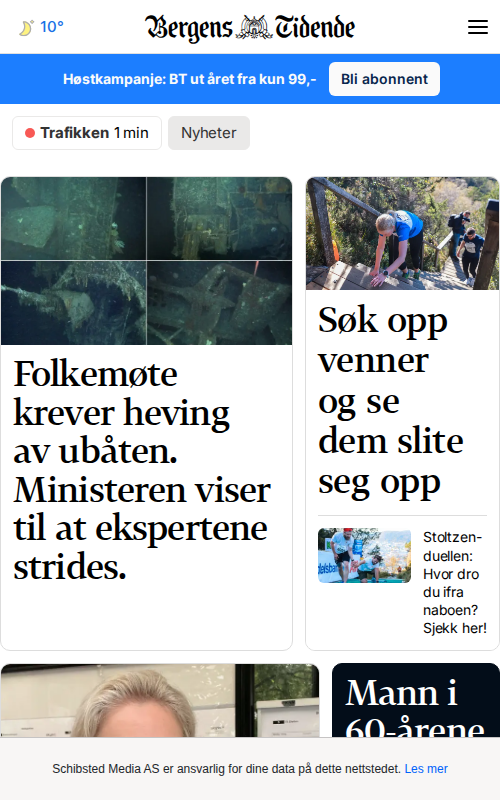 10°
Bergens Tidende
Høstkampanje: BT ut året fra kun 99,-
Bli abonnent
Trafikken 1 min
Nyheter
Folkemøte
krever heving
av ubåten.
Ministeren viser
til at ekspertene
strides.
Søk opp
venner
og se
dem slite
seg opp
Stoltzen-
duellen:
Hvor dro
du ifra
naboen?
Sjekk her!
Mann i
60-årene
Schibsted Media AS er ansvarlig for dine data på dette nettstedet. Les mer